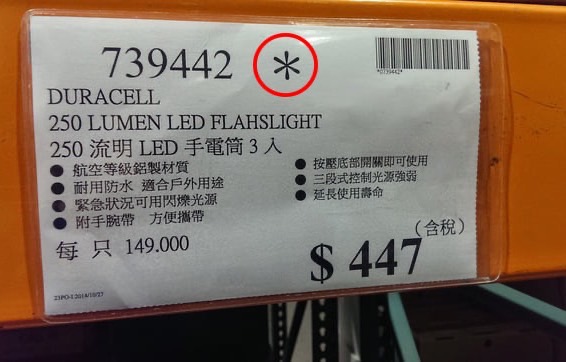 739442 *
*0739442*
DURACELL
250 LUMEN LED FLAHSLIGHT
250 流明 LED 手電筒 3 入
● 航空等級鋁製材質
● 耐用防水 適合戶外用途
● 緊急狀況可用閃爍光源
● 附手腕帶 方便攜帶
● 按壓底部開關即可使用
● 三段式控制光源強弱
● 延長使用壽命
每 只 149.000
(含稅)
$ 447